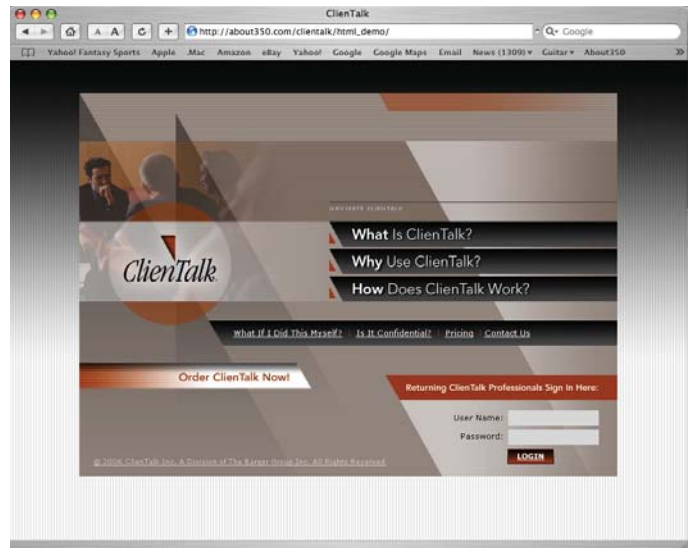 ClienTalk
A A
http://about350.com/clientalk/html_demo/
Google
Yahoo! Fantasy Sports Apple .Mac Amazon eBay Yahoo! Google Google Maps Email News (1309) Guitar About350
NAVIGATE CLIENTALK
What Is ClienTalk?
Why Use ClienTalk?
How Does ClienTalk Work?
ClienTalk
What If I Did This Myself? | Is It Confidential? | Pricing | Contact Us
Order ClienTalk Now!
Returning ClienTalk Professionals Sign In Here:
User Name:
Password:
LOGIN
© 2006 ClienTalk Inc. A Division of The Group Inc. All Rights Reserved